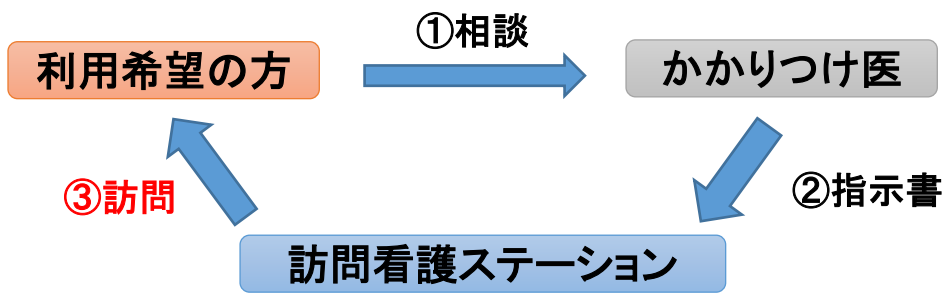 ①相談
利用希望の方
かかりつけ医
③訪問
②指示書
訪問看護ステーション